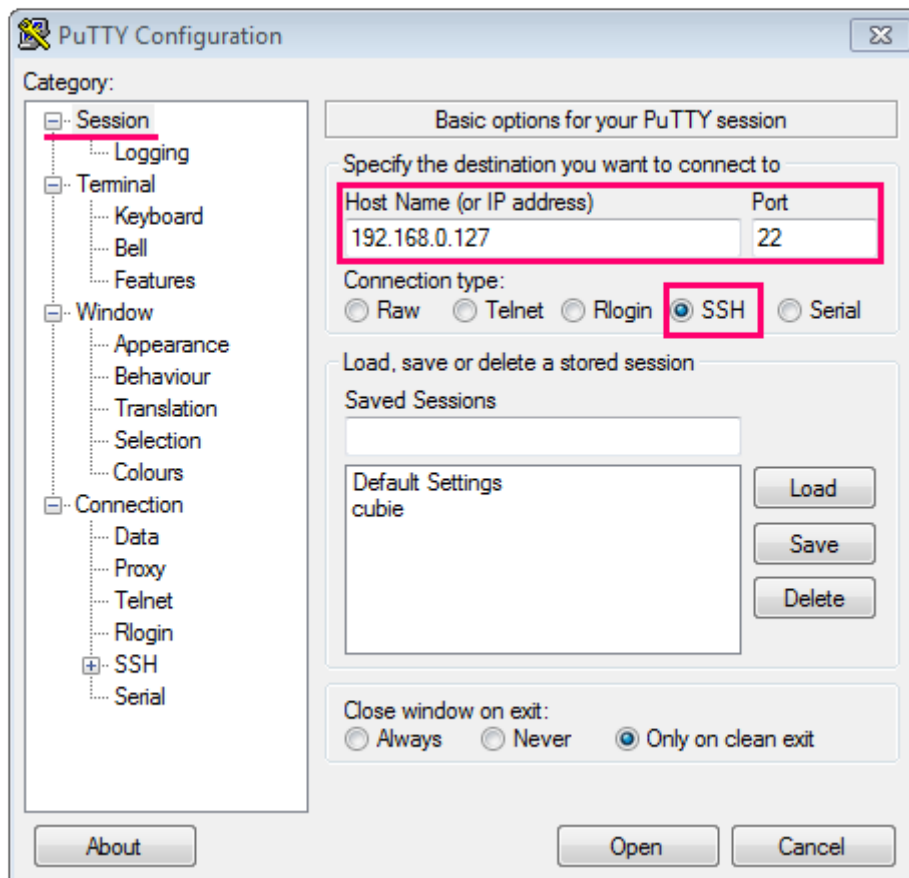 PuTTY Configuration
Category:
Session
Logging
Terminal
Keyboard
Bell
Features
Window
Appearance
Behaviour
Translation
Selection
Colours
Connection
Data
Proxy
Telnet
Rlogin
SSH
Serial
Basic options for your PuTTY session
Specify the destination you want to connect to
Host Name (or IP address) Port
192.168.0.127 22
Connection type:
Raw Telnet Rlogin SSH Serial
Load, save or delete a stored session
Saved Sessions
Default Settings
cubie
Load
Save
Delete
Close window on exit:
Always Never Only on clean exit
About Open Cancel